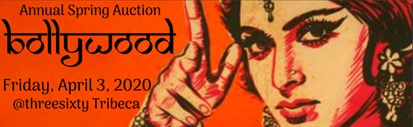 Annual Spring Auction
bollywood
Friday, April 3, 2020
@threesixty Tribeca